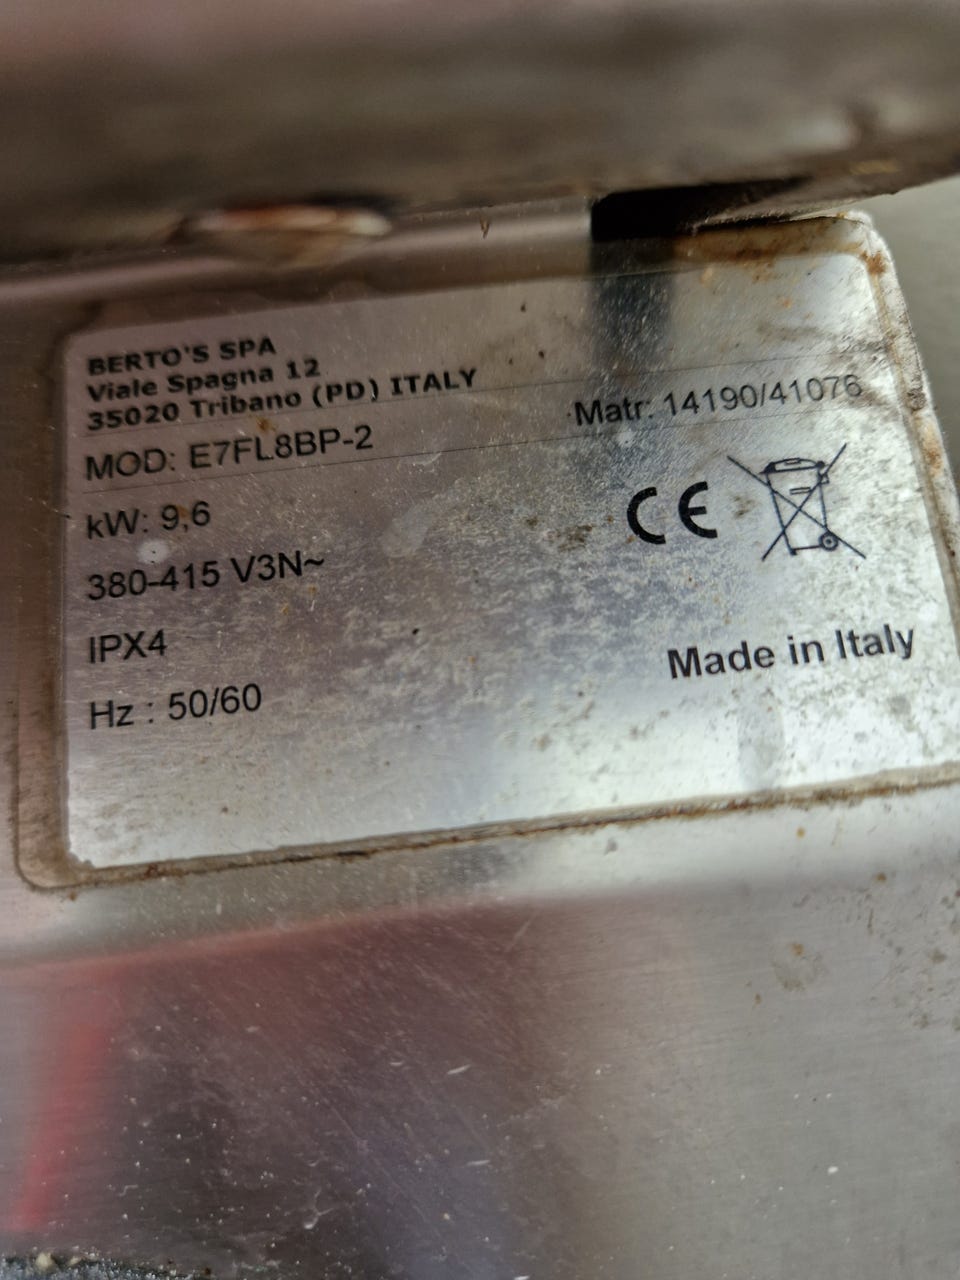 BERTO'S SPA
Viale Spagna 12
35020 Tribano (PD) ITALY
MOD: E7FL8BP-2
Matr: 14190/41076
kW: 9,6
CE
380-415 V3N~
IPX4
Made in Italy
Hz : 50/60